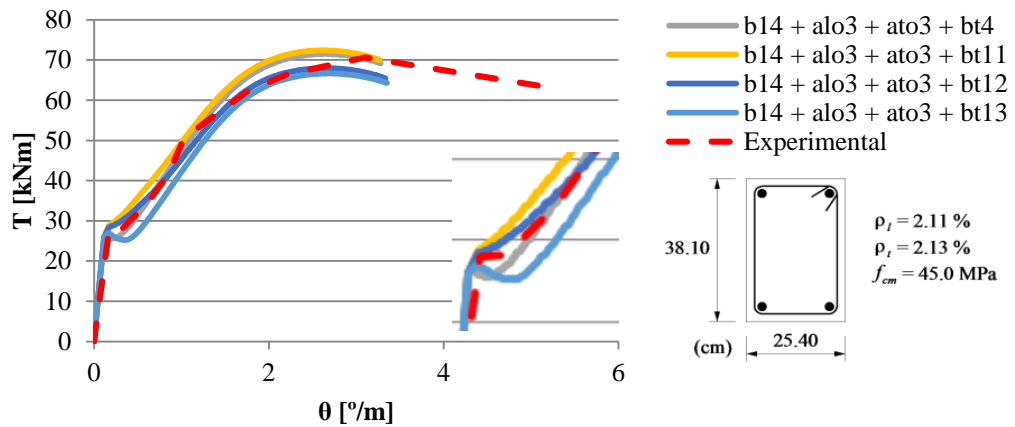 T [kNm]
80
70
60
50
40
30
20
10
0
0 2 4 6
θ [º/m]
b14 + alo3 + ato3 + bt4
b14 + alo3 + ato3 + bt11
b14 + alo3 + ato3 + bt12
b14 + alo3 + ato3 + bt13
Experimental
38.10
(cm)
25.40
ρl = 2.11 %
ρt = 2.13 %
fcm = 45.0 MPa